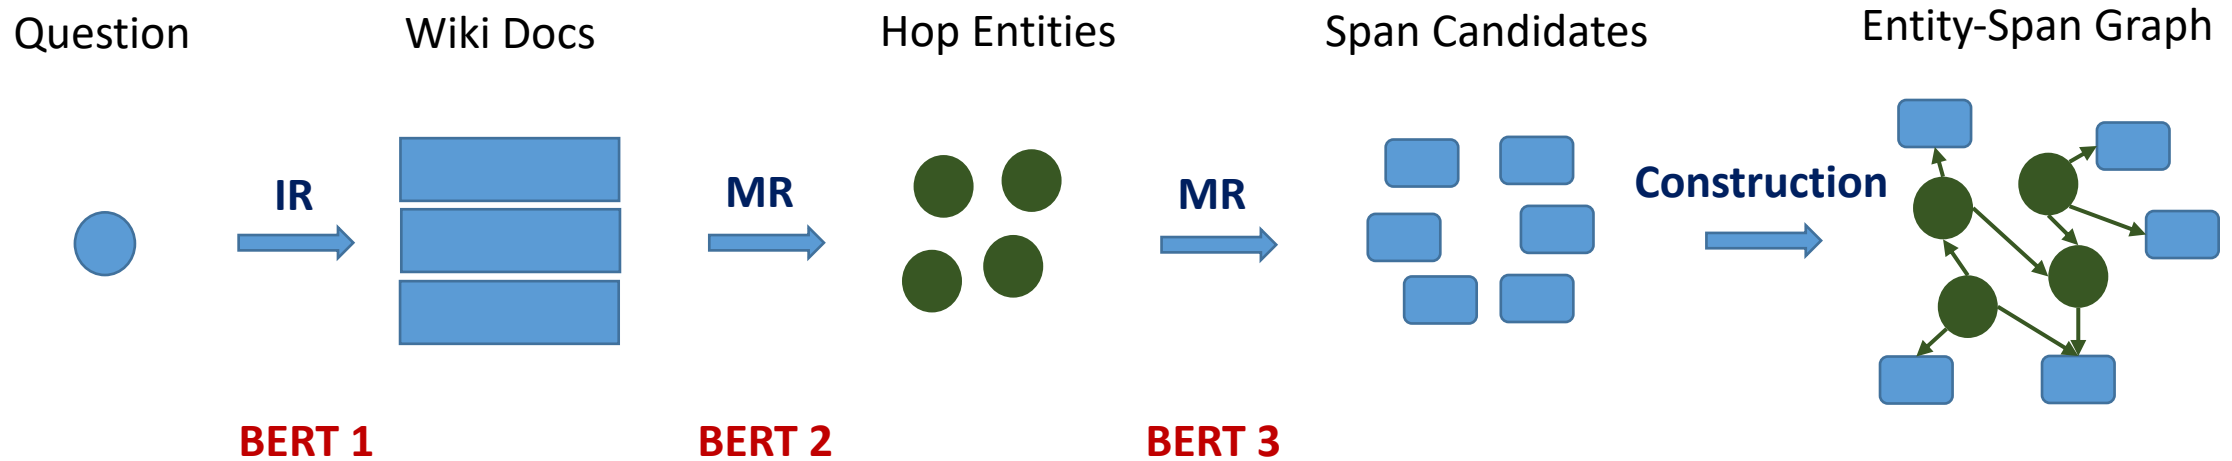 Question
Wiki Docs
Hop Entities
Span Candidates
Entity-Span Graph
IR
MR
MR
Construction
BERT 1
BERT 2
BERT 3